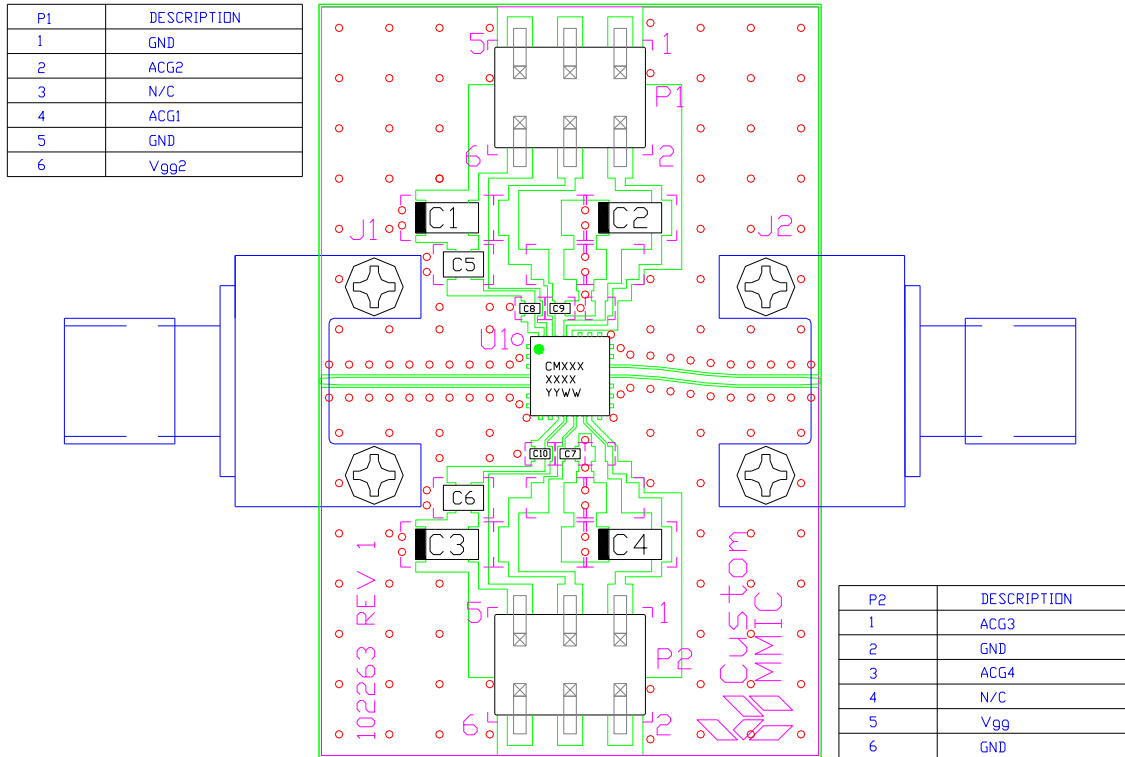 P1 DESCRIPTION
1 GND
2 ACG2
3 N/C
4 ACG1
5 GND
6 Vgg2
5 1
P1
6 2
C1 C2
J1 J2
C5
C8 C9
U1
CMXXX
XXXX
YYWW
C10 C7
C6
C3 C4
102263 REV 1
Custom
MMIC
5 1
P2
6 2
P2 DESCRIPTION
1 ACG3
2 GND
3 ACG4
4 N/C
5 Vgg
6 GND